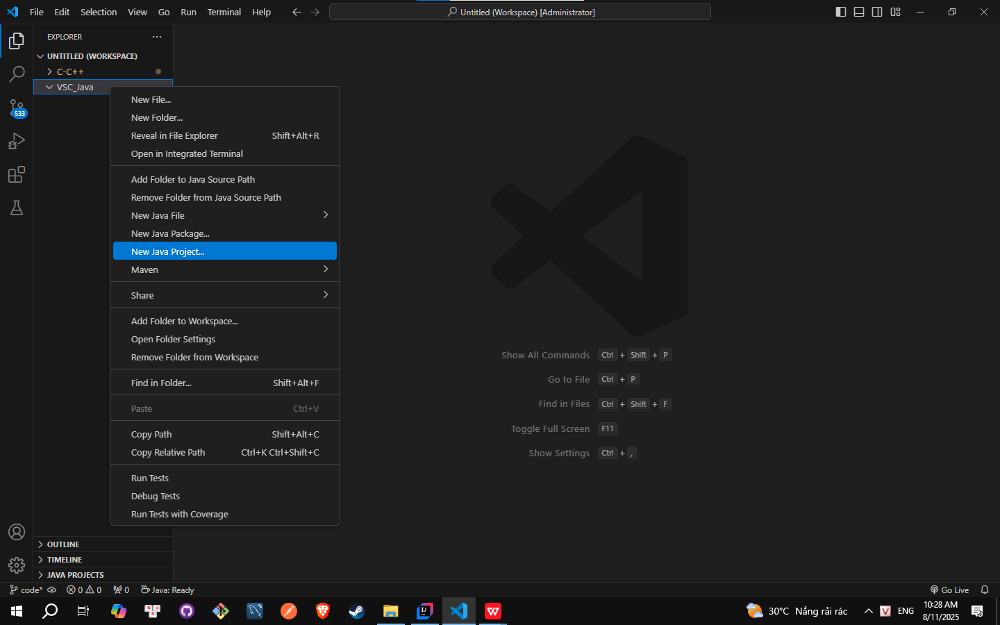 File Edit Selection View Go Run Terminal Help
Untitled (Workspace) [Administrator]
EXPLORER
UNTITLED (WORKSPACE)
C-C++
VSC_Java
533
New File...
New Folder...
Reveal in File Explorer Shift+Alt+R
Open in Integrated Terminal
Add Folder to Java Source Path
Remove Folder from Java Source Path
New Java File
New Java Package...
New Java Project...
Maven
Share
Add Folder to Workspace...
Open Folder Settings
Remove Folder from Workspace
Find in Folder... Shift+Alt+F
Paste Ctrl+V
Copy Path Shift+Alt+C
Copy Relative Path Ctrl+K Ctrl+Shift+C
Run Tests
Debug Tests
Run Tests with Coverage
Show All Commands Ctrl + Shift + P
Go to File Ctrl + P
Find in Files Ctrl + Shift + F
Toggle Full Screen F11
Show Settings Ctrl + ,
OUTLINE
TIMELINE
JAVA PROJECTS
code* 0 0 0 Java: Ready Go Live
30°C Nắng rải rác V ENG 10:28 AM
8/11/2025